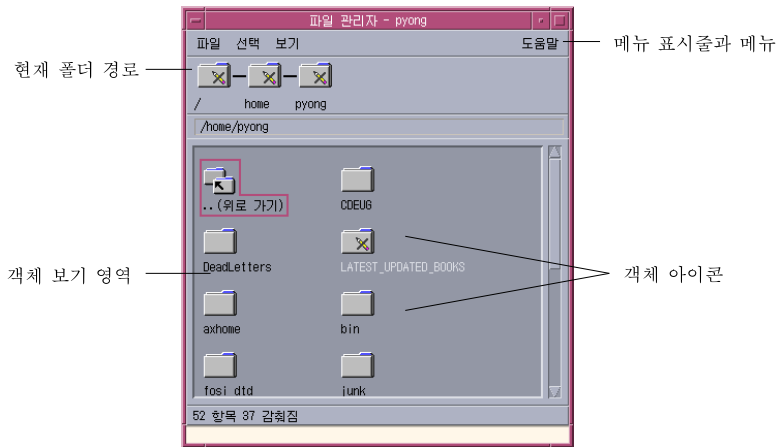 파일 관리자 - pyong
파일 선택 보기 도움말
메뉴 표시줄과 메뉴
현재 폴더 경로
/ home pyong
/home/pyong
..(위로 가기) CDEUG
DeadLetters LATEST_UPDATED_BOOKS
객체 보기 영역
객체 아이콘
axhome bin
fosi dtd junk
52 항목 37 감춰짐